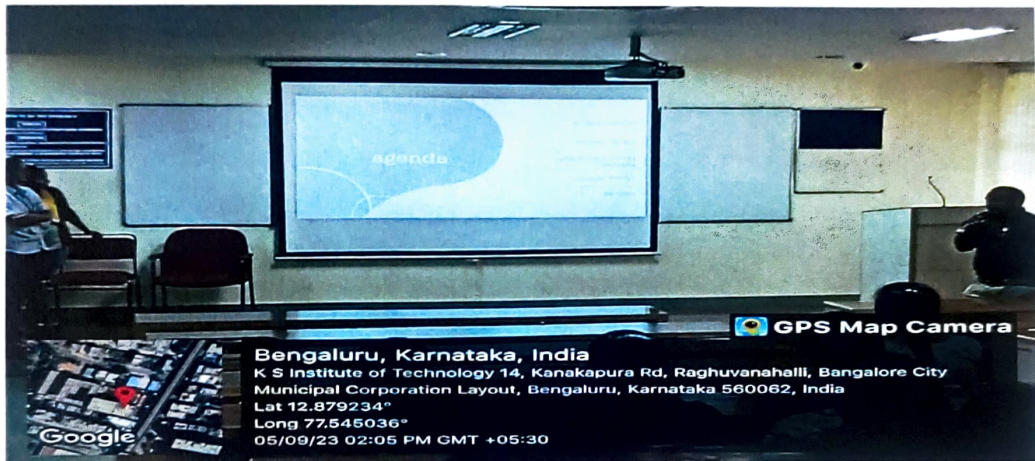 agenda
GPS Map Camera
Bengaluru, Karnataka, India
K S Institute of Technology 14, Kanakapura Rd, Raghuvanahalli, Bangalore City
Municipal Corporation Layout, Bengaluru, Karnataka 560062, India
Lat 12.879234°
Long 77.545036°
05/09/23 02:05 PM GMT +05:30
Google